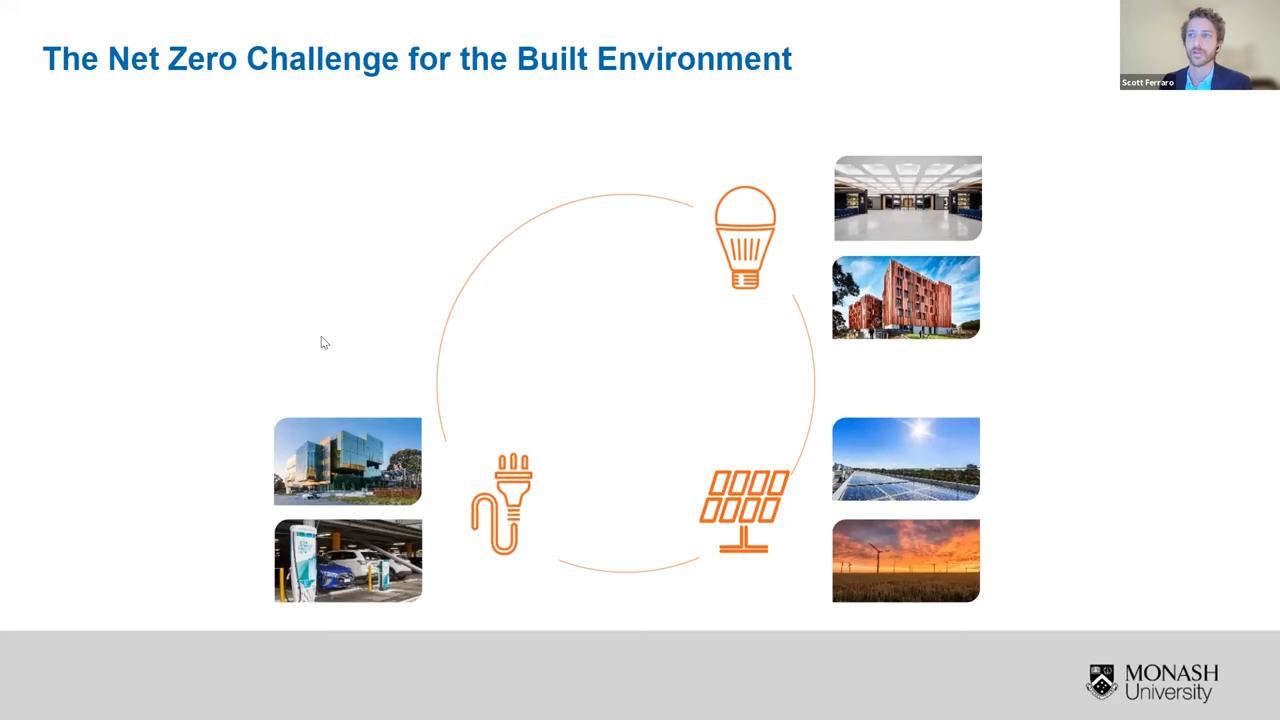 The Net Zero Challenge for the Built Environment
Scott Ferraro
MONASH
University